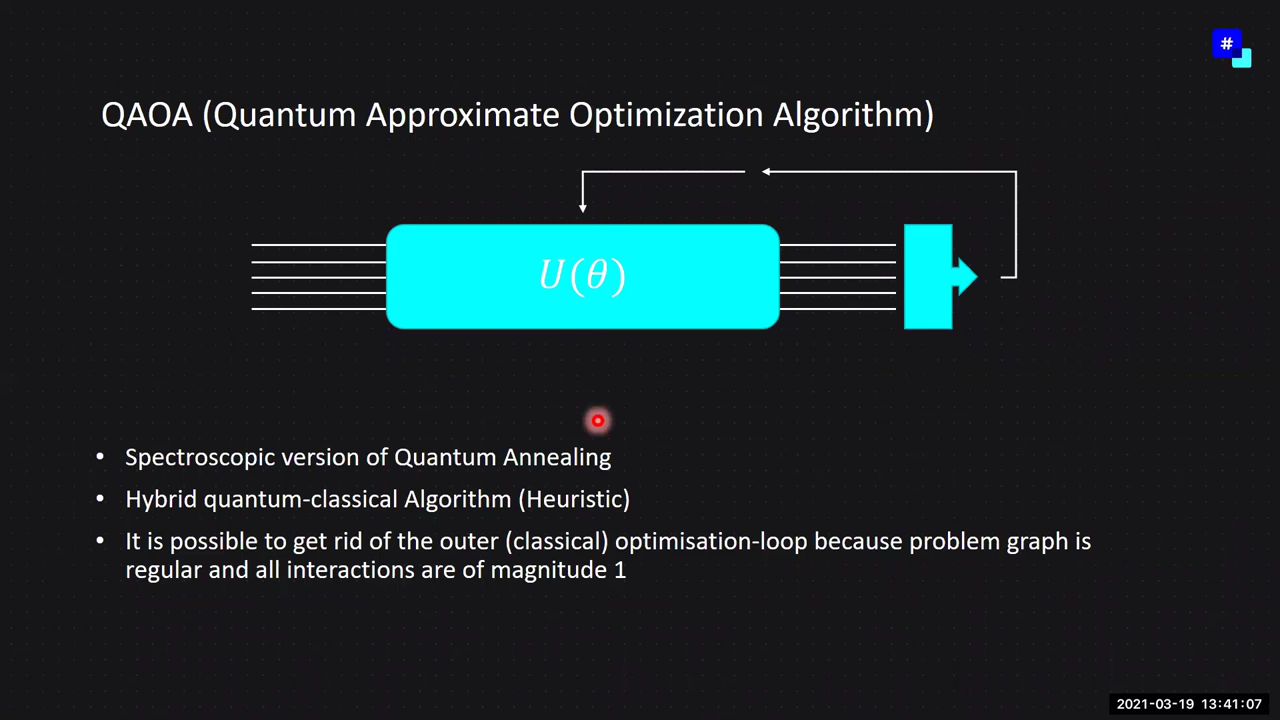 #
QAOA (Quantum Approximate Optimization Algorithm)
U(θ)
• Spectroscopic version of Quantum Annealing
• Hybrid quantum-classical Algorithm (Heuristic)
• It is possible to get rid of the outer (classical) optimisation-loop because problem graph is
regular and all interactions are of magnitude 1
2021-03-19 13:41:07